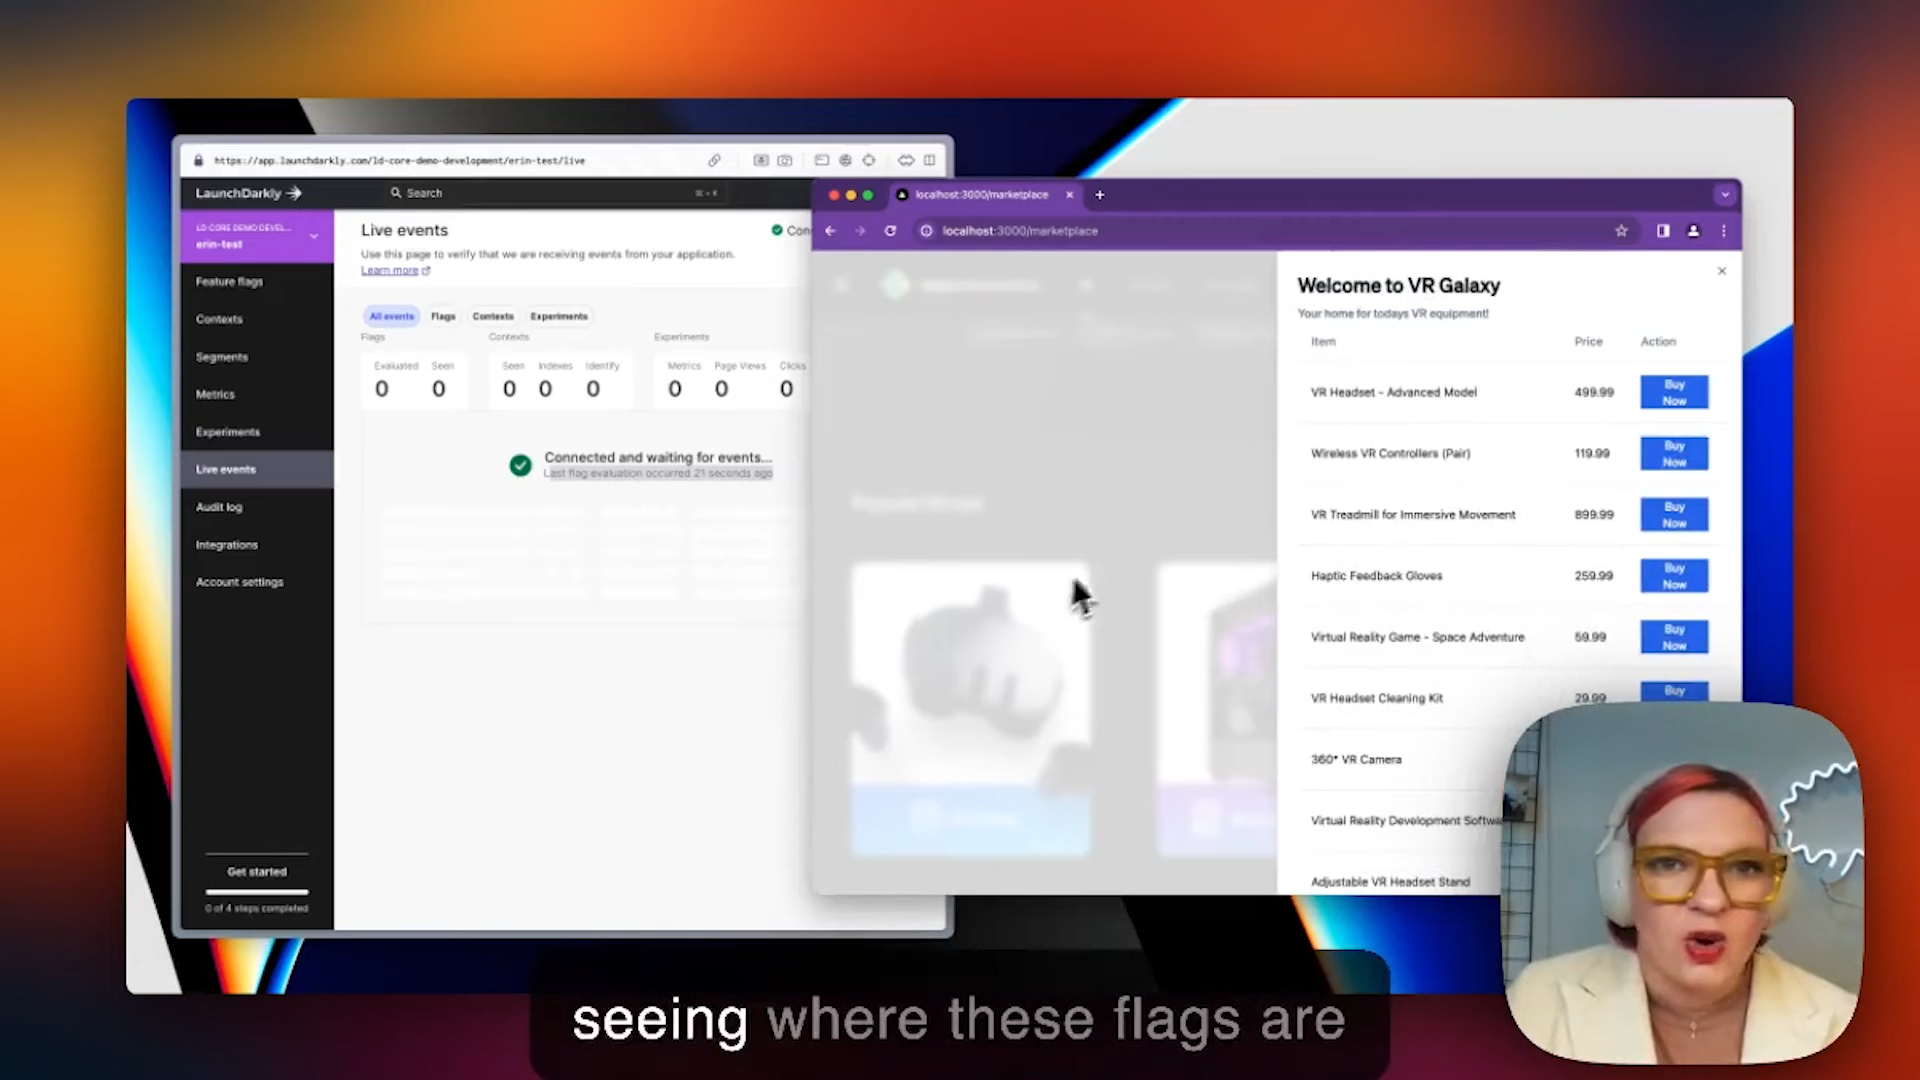 https://app.launchdarkly.com/ld-core-demo-development/erin-test/live
LaunchDarkly
Search
LD CORE DEMO DEVEL...
erin-test
Feature flags
Contexts
Segments
Metrics
Experiments
Live events
Audit log
Integrations
Account settings
Get started
0 of 4 steps completed
Live events
Use this page to verify that we are receiving events from your application.
Learn more
Con
All events Flags Contexts Experiments
Flags Contexts Experiments
Evaluated Seen Seen Indexes Identify Metrics Page Views Clicks
0 0 0 0 0 0 0 0
Connected and waiting for events...
Last flag evaluation occurred 21 seconds ago
localhost:3000/marketplace
localhost:3000/marketplace
Welcome to VR Galaxy
Your home for todays VR equipment!
Item Price Action
VR Headset - Advanced Model 499.99 Buy Now
Wireless VR Controllers (Pair) 119.99 Buy Now
VR Treadmill for Immersive Movement 899.99 Buy Now
Haptic Feedback Gloves 259.99 Buy Now
Virtual Reality Game - Space Adventure 59.99 Buy Now
VR Headset Cleaning Kit 29.99 Buy
360° VR Camera
Virtual Reality Development Softwa
Adjustable VR Headset Stand
seeing where these flags are